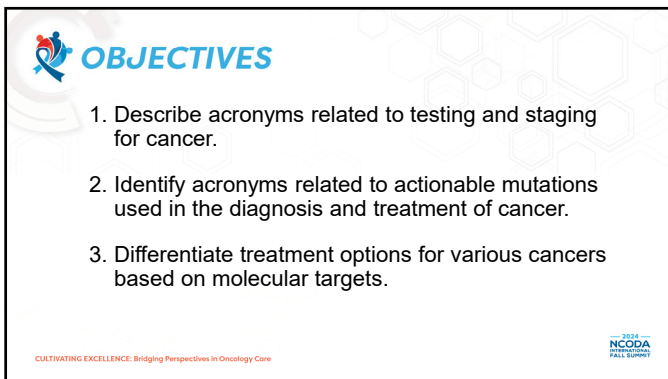 OBJECTIVES
1. Describe acronyms related to testing and staging
for cancer.
2. Identify acronyms related to actionable mutations
used in the diagnosis and treatment of cancer.
3. Differentiate treatment options for various cancers
based on molecular targets.
CULTIVATING EXCELLENCE: Bridging Perspectives in Oncology Care
2024
NCODA
INTERNATIONAL
FALL SUMMIT